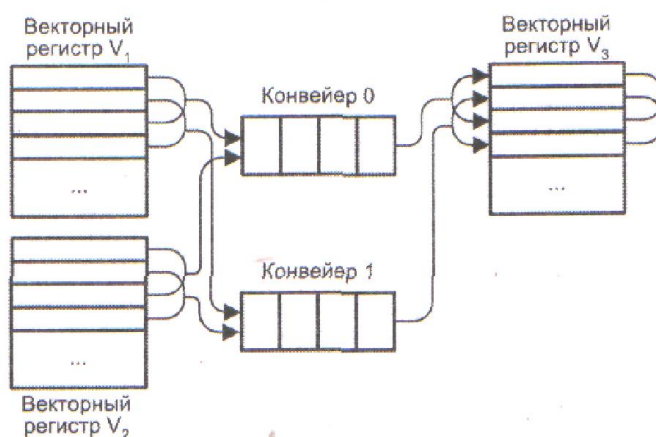 Векторный
регистр V₁
...
Конвейер 0
Векторный
регистр V₃
...
Конвейер 1
...
Векторный
регистр V₂